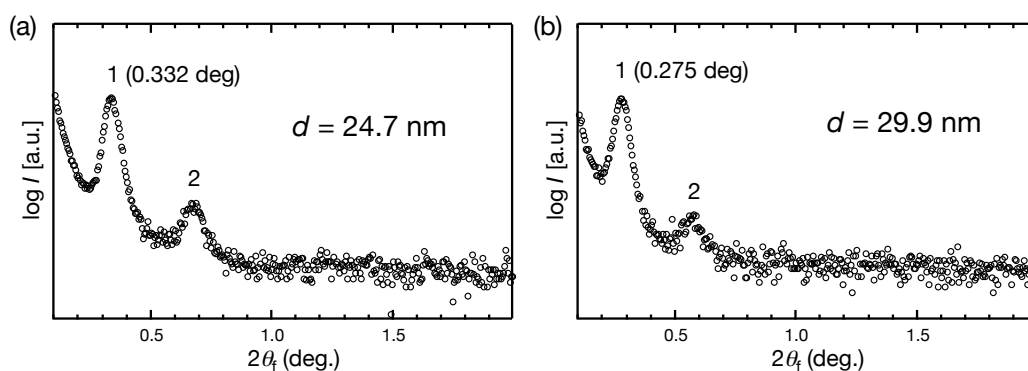 (a)
1 (0.332 deg)
d = 24.7 nm
2
log I [a.u.]
0.5 1.0 1.5
2θf (deg.)
(b)
1 (0.275 deg)
d = 29.9 nm
2
log I [a.u.]
0.5 1.0 1.5
2θf (deg.)